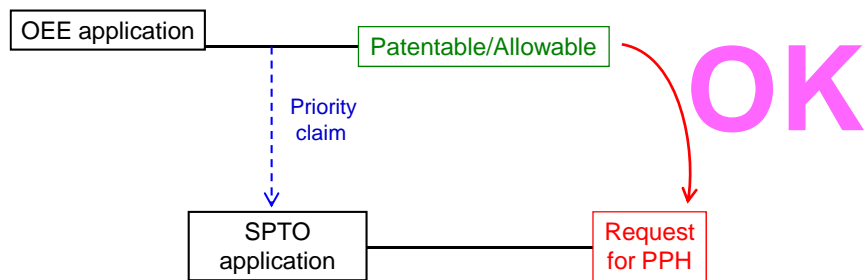 OEE application
Patentable/Allowable
OK
Priority
claim
SPTO
application
Request
for PPH